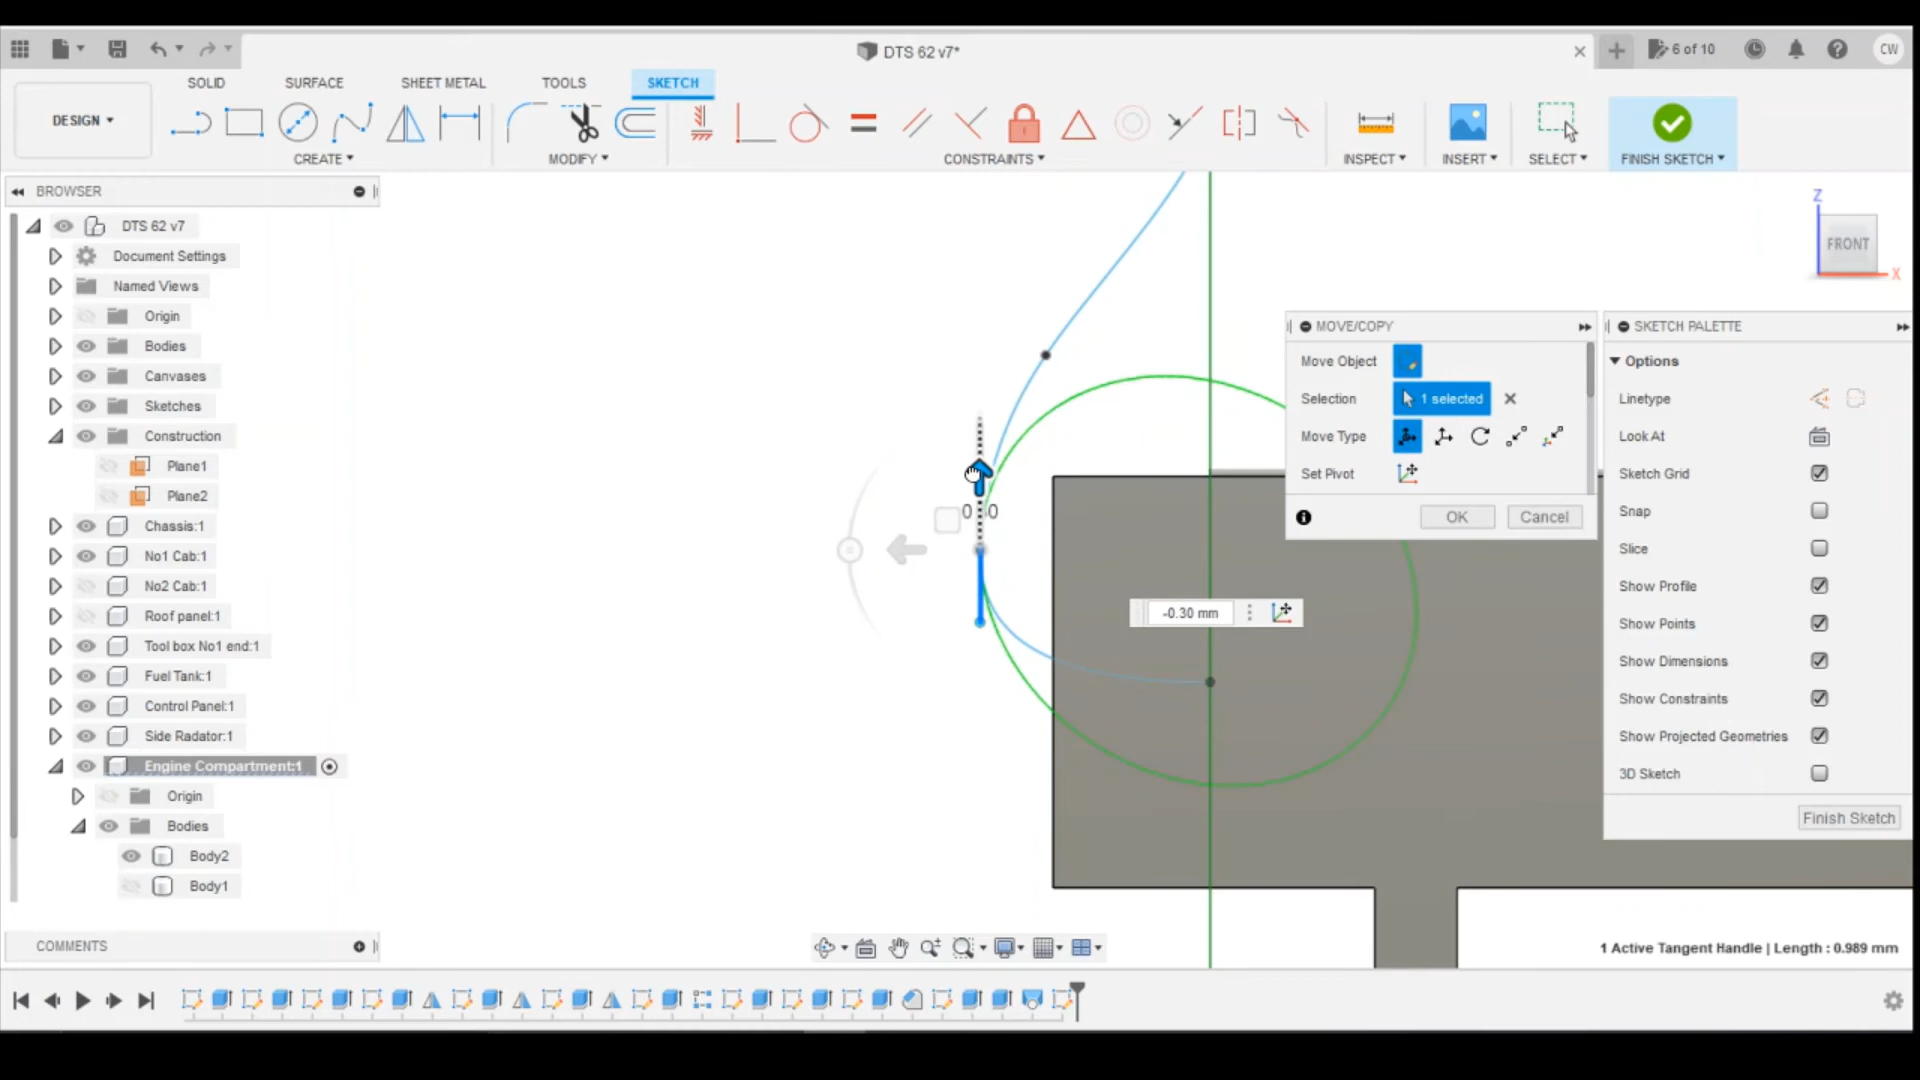 DTS 62 v7*
6 of 10
CW
SOLID
SURFACE
SHEET METAL
TOOLS
SKETCH
DESIGN
CREATE
MODIFY
CONSTRAINTS
INSPECT
INSERT
SELECT
FINISH SKETCH
BROWSER
DTS 62 v7
Document Settings
Named Views
Origin
Bodies
Canvases
Sketches
Construction
Plane1
Plane2
Chassis:1
No1 Cab:1
No2 Cab:1
Roof panel:1
Tool box No1 end:1
Fuel Tank:1
Control Panel:1
Side Radator:1
Engine Compartment:1
Origin
Bodies
Body2
Body1
COMMENTS
Z
FRONT
X
MOVE/COPY
Move Object
Selection
1 selected
Move Type
Set Pivot
OK
Cancel
-0.30 mm
SKETCH PALETTE
Options
Linetype
Look At
Sketch Grid
Snap
Slice
Show Profile
Show Points
Show Dimensions
Show Constraints
Show Projected Geometries
3D Sketch
Finish Sketch
1 Active Tangent Handle | Length : 0.989 mm